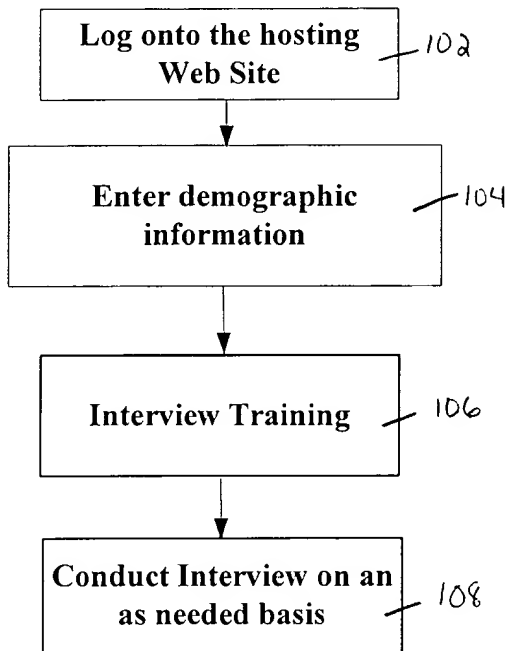 Log onto the hosting
Web Site
102
Enter demographic
information
104
Interview Training
106
Conduct Interview on an
as needed basis
108